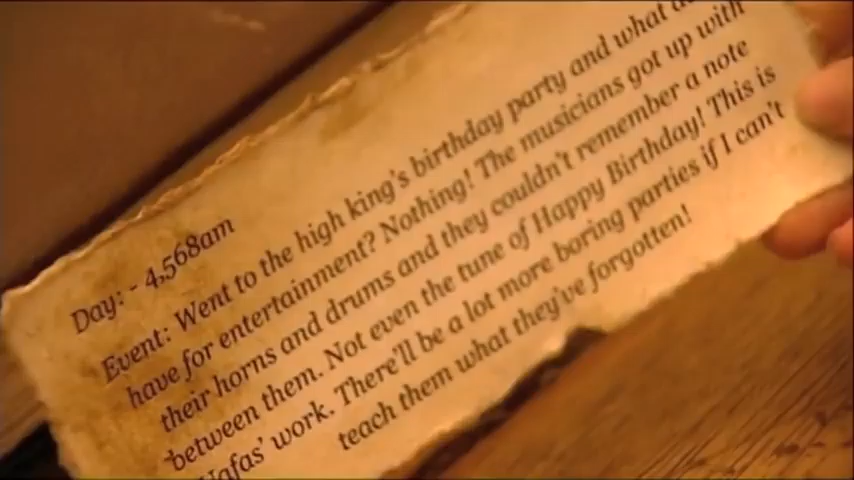 Day: - 4,568am
Event: Went to the high king's birthday party and what
have for entertainment? Nothing! The musicians got up with
their horns and drums and they couldn't remember a note
between them. Not even the tune of Happy Birthday! This is
work. There'll be a lot more boring parties if I can't
teach them what they've forgotten!